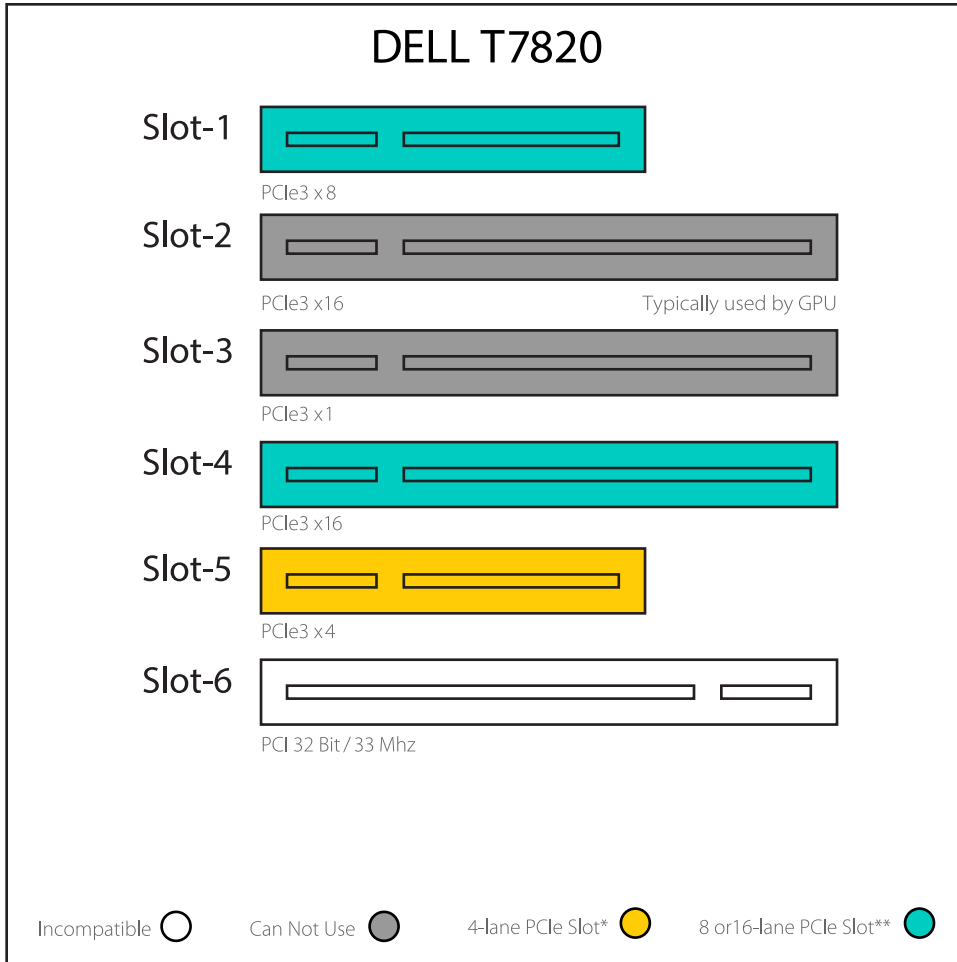 DELL T7820
Slot-1
PCIe3 x 8
Slot-2
PCIe3 x16 Typically used by GPU
Slot-3
PCIe3 x 1
Slot-4
PCIe3 x16
Slot-5
PCIe3 x 4
Slot-6
PCI 32 Bit / 33 Mhz
Incompatible Can Not Use 4-lane PCIe Slot* 8 or16-lane PCIe Slot**